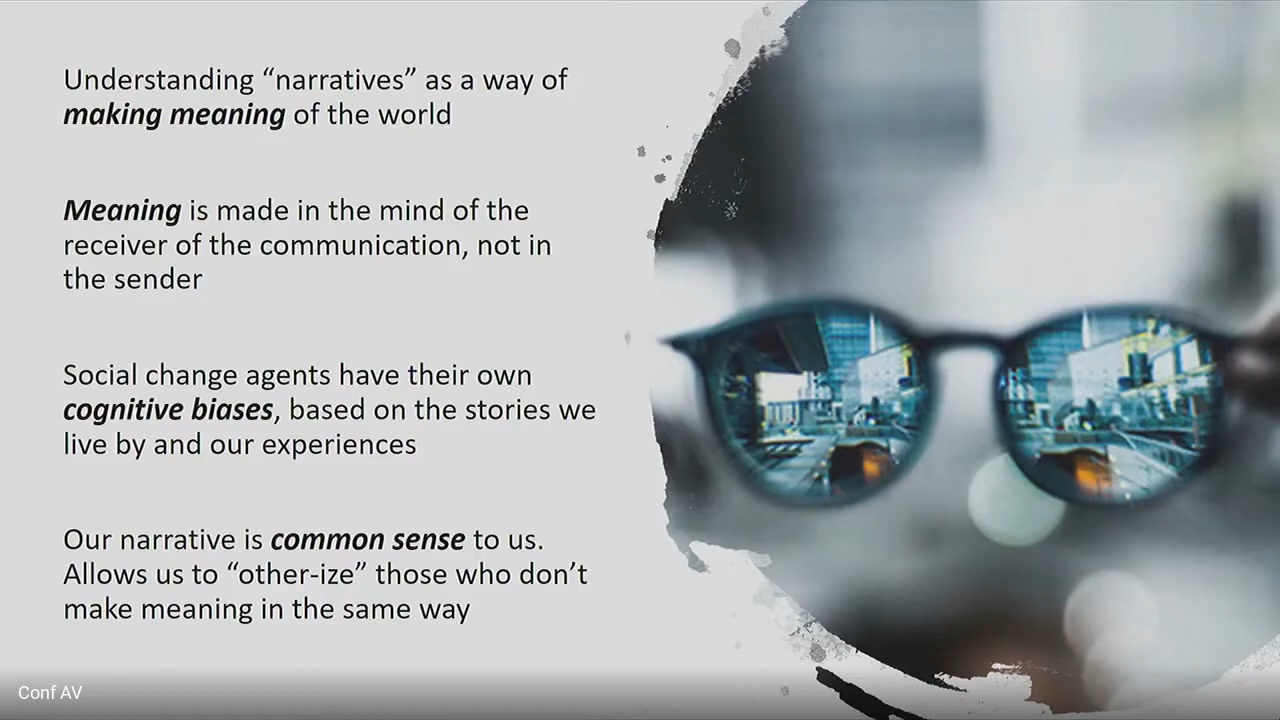 Understanding “narratives” as a way of
making meaning of the world
Meaning is made in the mind of the
receiver of the communication, not in
the sender
Social change agents have their own
cognitive biases, based on the stories we
live by and our experiences
Our narrative is common sense to us.
Allows us to “other-ize” those who don’t
make meaning in the same way
Conf AV